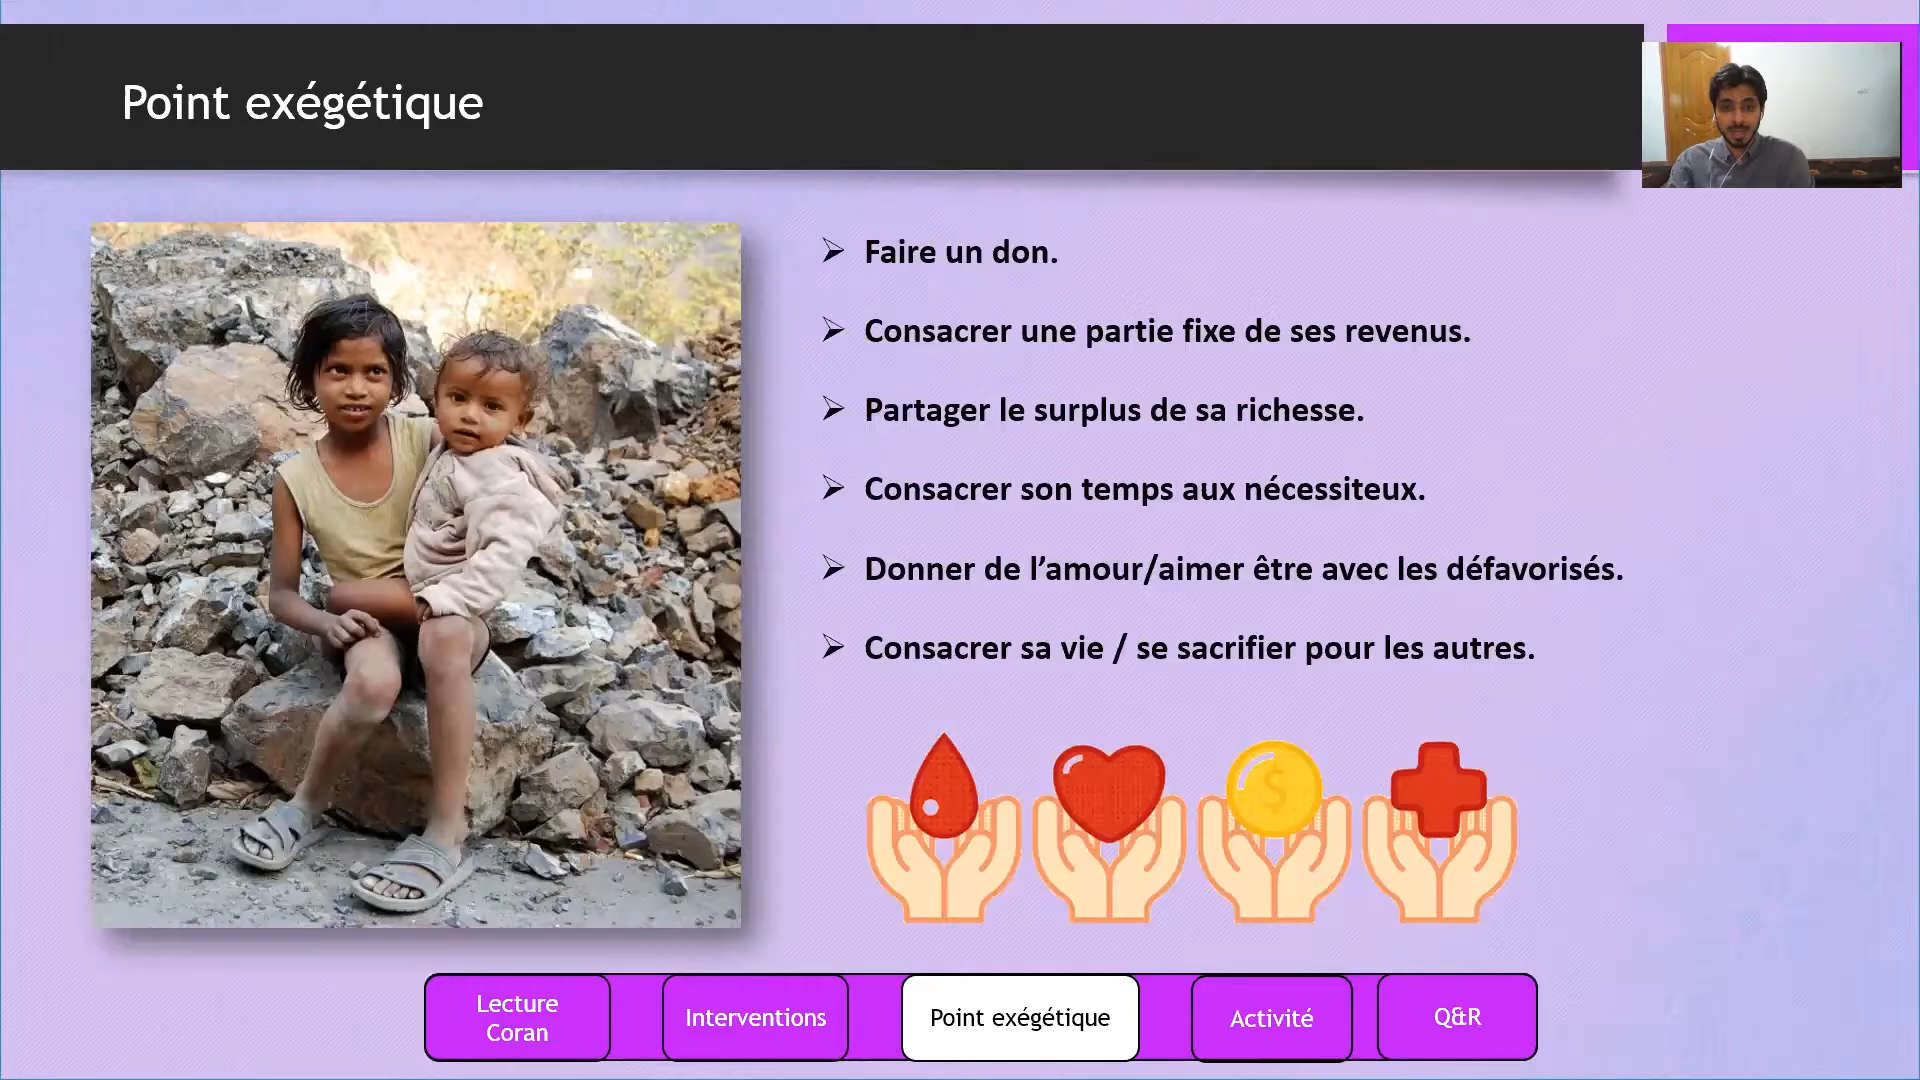 Point exégétique
Faire un don.
Consacrer une partie fixe de ses revenus.
Partager le surplus de sa richesse.
Consacrer son temps aux nécessiteux.
Donner de l’amour/aimer être avec les défavorisés.
Consacrer sa vie / se sacrifier pour les autres.
$
Lecture
Coran
Interventions
Point exégétique
Activité
Q&R